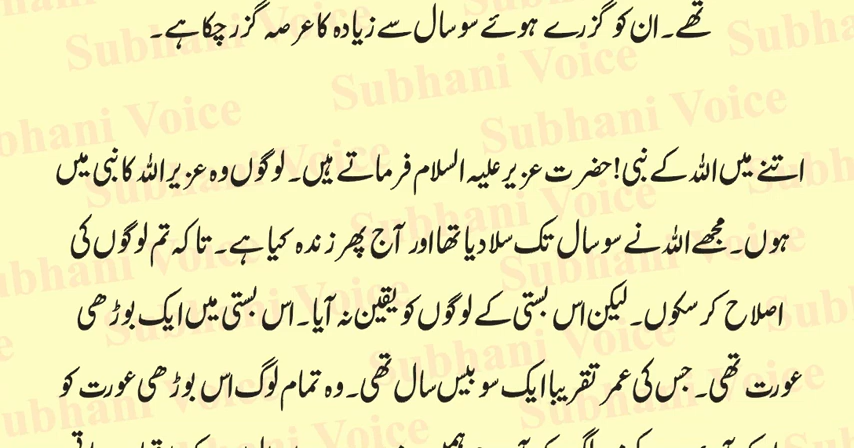 تھے۔ ان کو گزرے ہوئے سو سال سے زیادہ کا عرصہ گزر چکا ہے۔
اتنے میں اللہ کے نبی! حضرت عزیر علیہ السلام فرماتے ہیں۔ لوگوں وہ عزیر اللہ کا نبی میں
ہوں۔ مجھے اللہ نے سو سال تک سلا دیا تھا اور آج پھر زندہ کیا ہے۔ تا کہ تم لوگوں کی
اصلاح کر سکوں۔ لیکن اس بستی کے لوگوں کو یقین نہ آیا۔ اس بستی میں ایک بوڑھی
عورت تھی۔ جس کی عمر تقریبا ایک سو بیس سال تھی۔ وہ تمام لوگ اس بوڑھی عورت کو
Subhani Voice